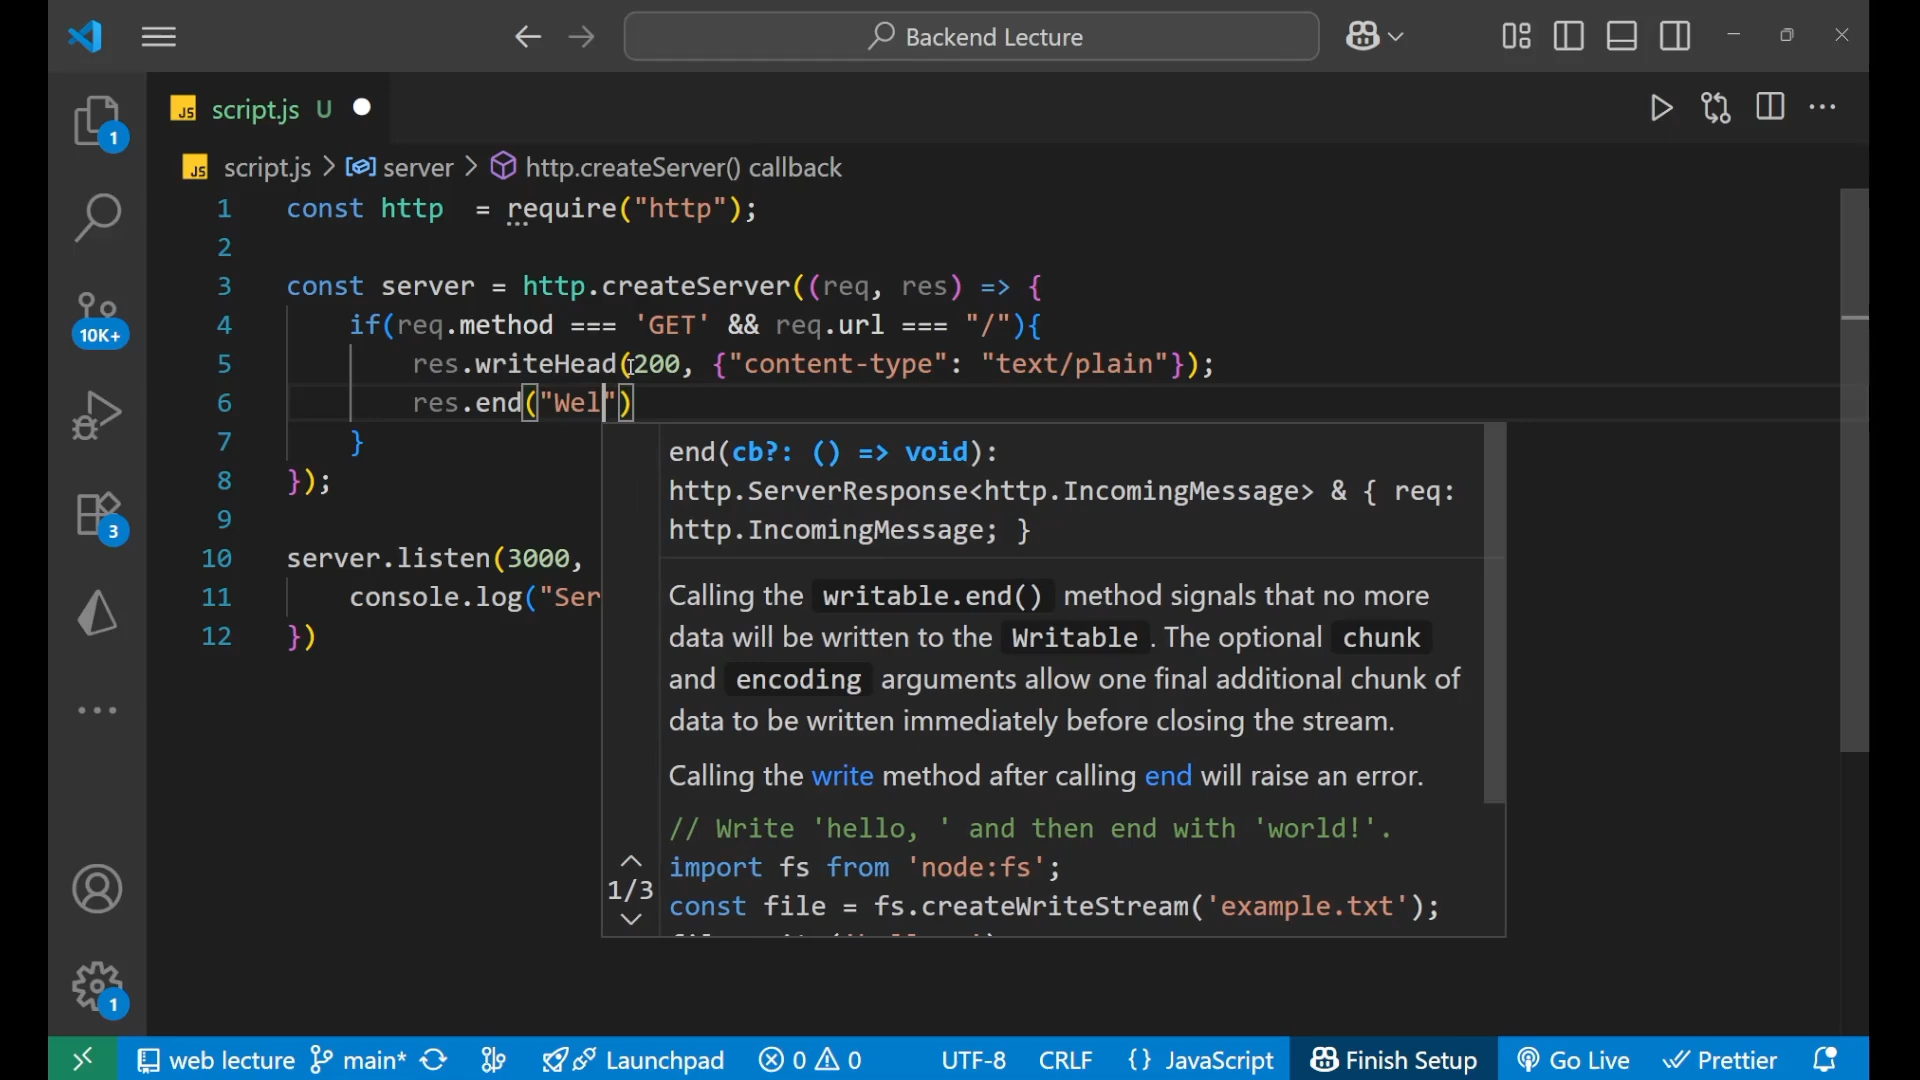 Backend Lecture
JS script.js U
JS script.js > server > http.createServer() callback
1 const http  = require("http");
2
3 const server = http.createServer((req, res) => {
4 if(req.method === 'GET' && req.url === "/"){
5 res.writeHead(200, {"content-type": "text/plain"});
6 res.end("Wel")
7 }
8 });
9
10 server.listen(3000,
11 console.log("Ser
12 })
end(cb?: () => void):
http.ServerResponse<http.IncomingMessage> & { req:
http.IncomingMessage; }
Calling the writable.end() method signals that no more
data will be written to the Writable. The optional chunk
and encoding arguments allow one final additional chunk of
data to be written immediately before closing the stream.
Calling the write method after calling end will raise an error.
// Write 'hello, ' and then end with 'world!'.
import fs from 'node:fs';
1/3
const file = fs.createWriteStream('example.txt');
1
10K+
3
1
web lecture main* Launchpad 0 0 UTF-8 CRLF {} JavaScript Finish Setup Go Live Prettier